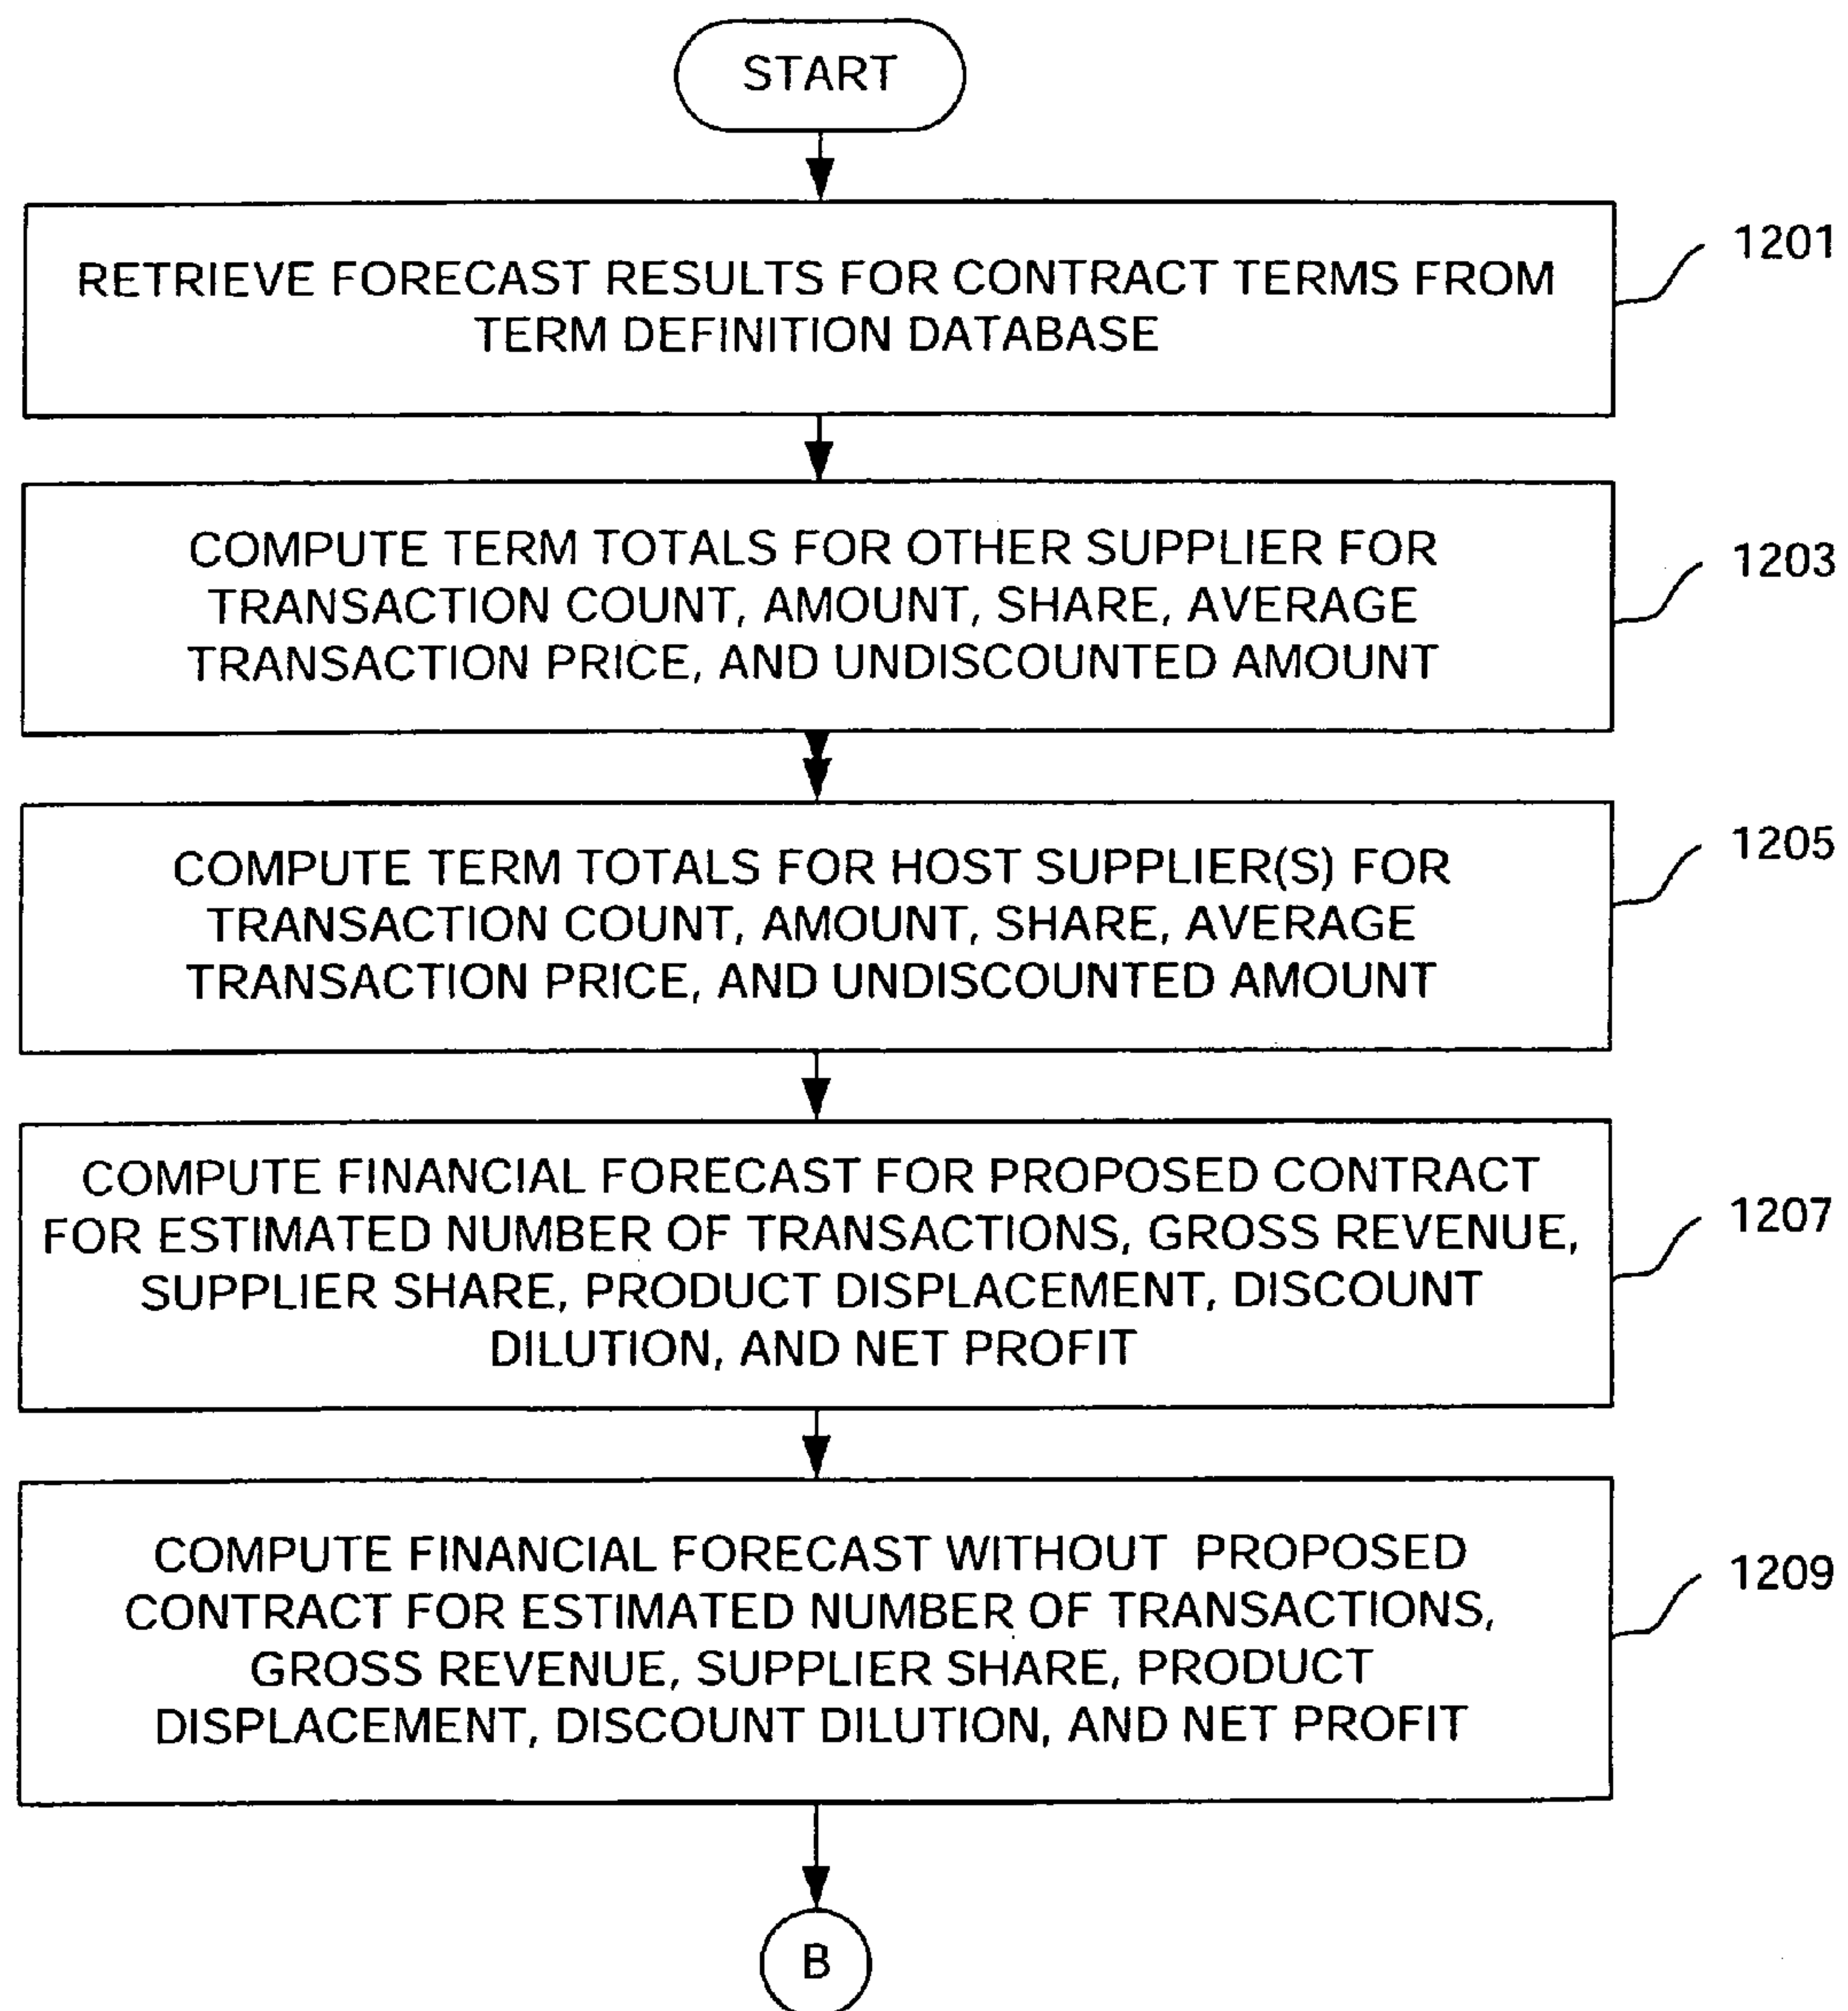 START
RETRIEVE FORECAST RESULTS FOR CONTRACT TERMS FROM
TERM DEFINITION DATABASE
1201
COMPUTE TERM TOTALS FOR OTHER SUPPLIER FOR
TRANSACTION COUNT, AMOUNT, SHARE, AVERAGE
TRANSACTION PRICE, AND UNDISCOUNTED AMOUNT
1203
COMPUTE TERM TOTALS FOR HOST SUPPLIER(S) FOR
TRANSACTION COUNT, AMOUNT, SHARE, AVERAGE
TRANSACTION PRICE, AND UNDISCOUNTED AMOUNT
1205
COMPUTE FINANCIAL FORECAST FOR PROPOSED CONTRACT
FOR ESTIMATED NUMBER OF TRANSACTIONS, GROSS REVENUE,
SUPPLIER SHARE, PRODUCT DISPLACEMENT, DISCOUNT
DILUTION, AND NET PROFIT
1207
COMPUTE FINANCIAL FORECAST WITHOUT PROPOSED
CONTRACT FOR ESTIMATED NUMBER OF TRANSACTIONS,
GROSS REVENUE, SUPPLIER SHARE, PRODUCT
DISPLACEMENT, DISCOUNT DILUTION, AND NET PROFIT
1209
B